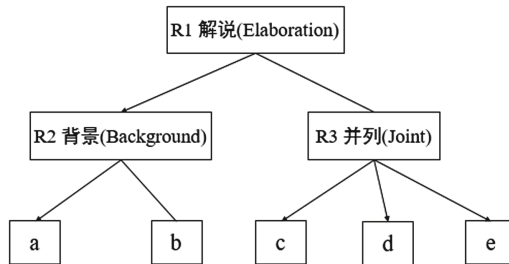 R1 解说(Elaboration)
R2 背景(Background)
R3 并列(Joint)
a
b
c
d
e